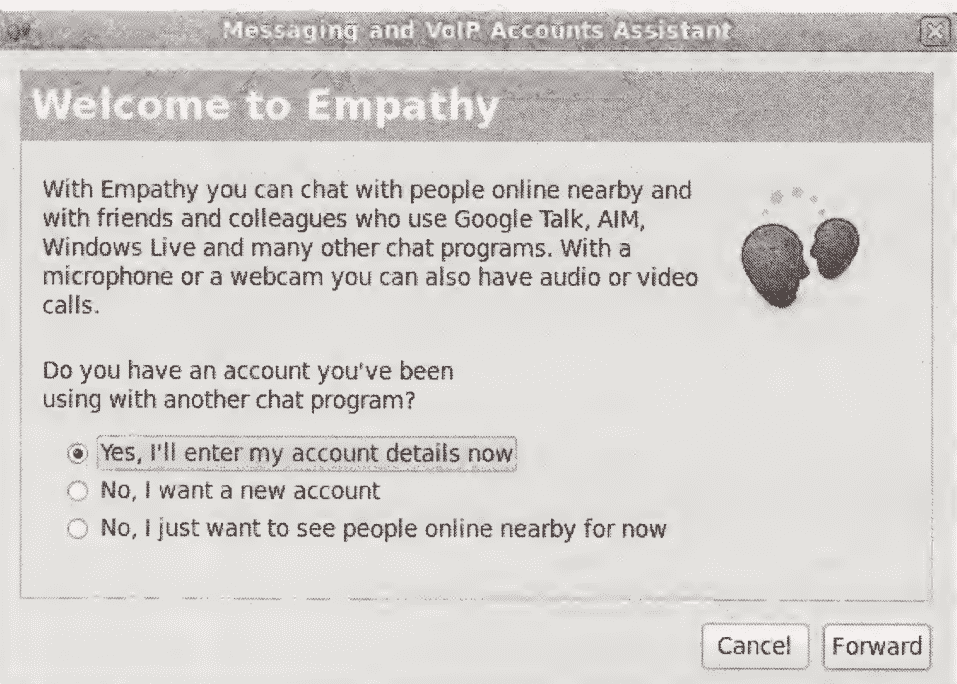 Messaging and VoIP Accounts Assistant
Welcome to Empathy
With Empathy you can chat with people online nearby and
with friends and colleagues who use Google Talk, AIM,
Windows Live and many other chat programs. With a
microphone or a webcam you can also have audio or video
calls.
Do you have an account you've been
using with another chat program?
Yes, I'll enter my account details now
No, I want a new account
No, I just want to see people online nearby for now
Cancel Forward